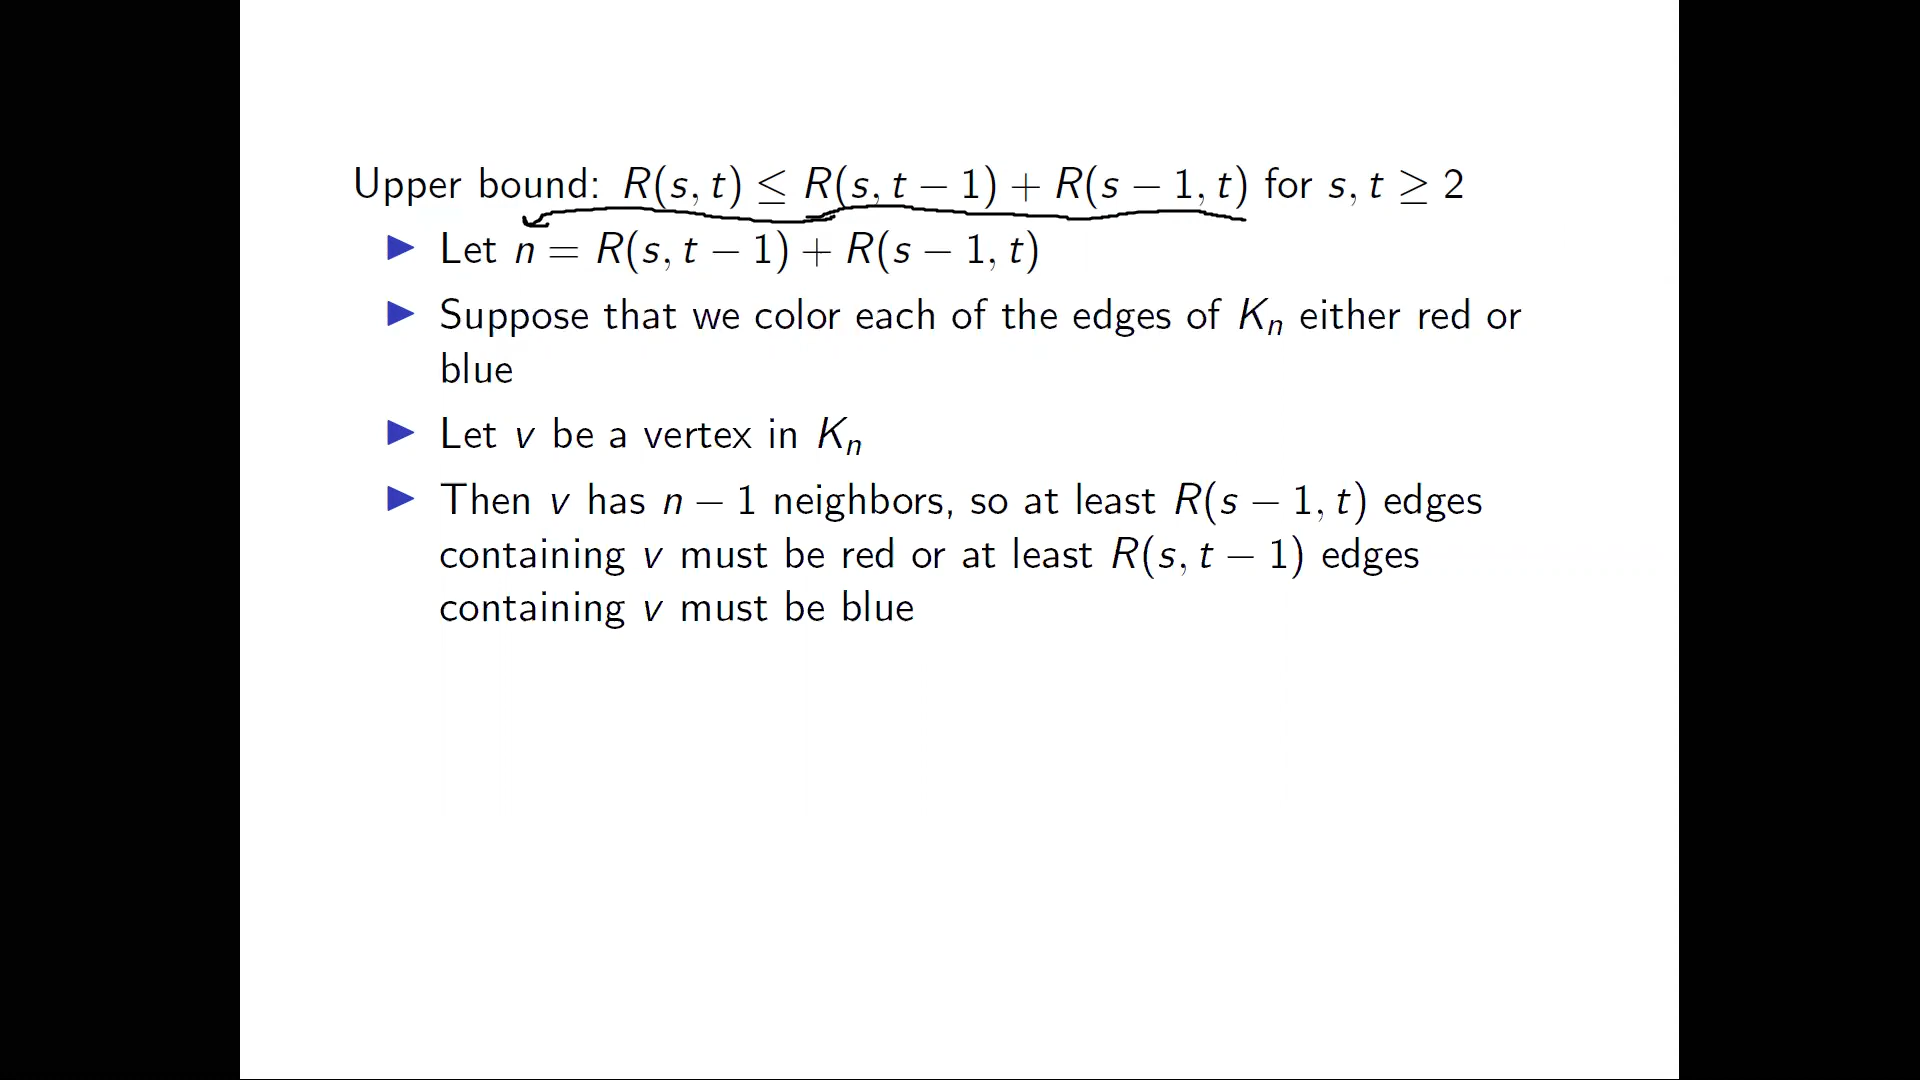 Upper bound: R(s, t) ≤ R(s, t − 1) + R(s − 1, t) for s, t ≥ 2
▶ Let n = R(s, t − 1) + R(s − 1, t)
▶ Suppose that we color each of the edges of Kₙ either red or
blue
▶ Let v be a vertex in Kₙ
▶ Then v has n − 1 neighbors, so at least R(s − 1, t) edges
containing v must be red or at least R(s, t − 1) edges
containing v must be blue